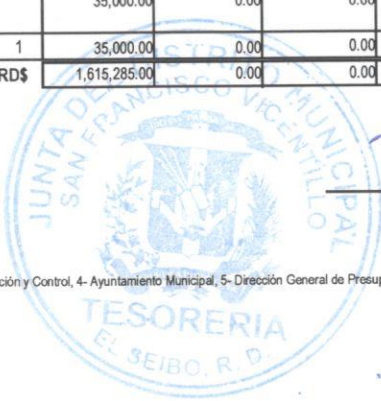 35,000.00 0.00 0.00
1 35,000.00 0.00 0.00
RD$ 1,615,285.00 0.00 0.00
JUNTA DEL DISTRITO MUNICIPAL
SAN FRANCISCO VICENTILLO
ción y Control, 4- Ayuntamiento Municipal, 5- Dirección General de Presup
TESORERIA
EL SEIBO, R. D.